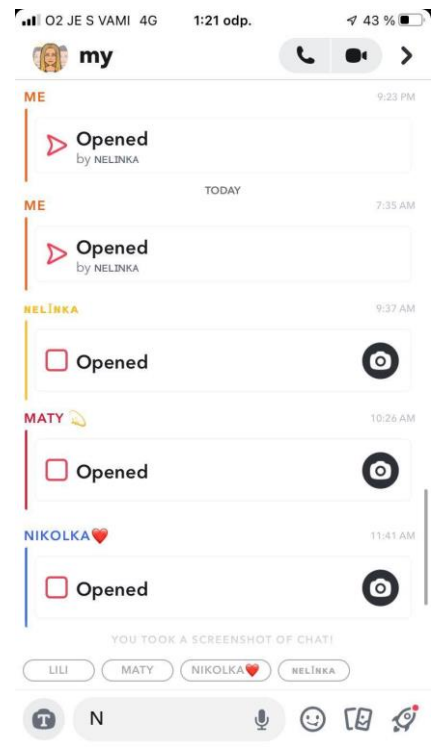 O2 JE S VAMI 4G 1:21 odp. 43 %
my
ME 9:23 PM
Opened
by NELINKA
TODAY
ME 7:35 AM
Opened
by NELINKA
NELĪNKA 9:37 AM
Opened
MATY 💫 10:26 AM
Opened
NIKOLKA❤️ 11:41 AM
Opened
YOU TOOK A SCREENSHOT OF CHAT!
LILI MATY NIKOLKA❤️ NELĪNKA
T N